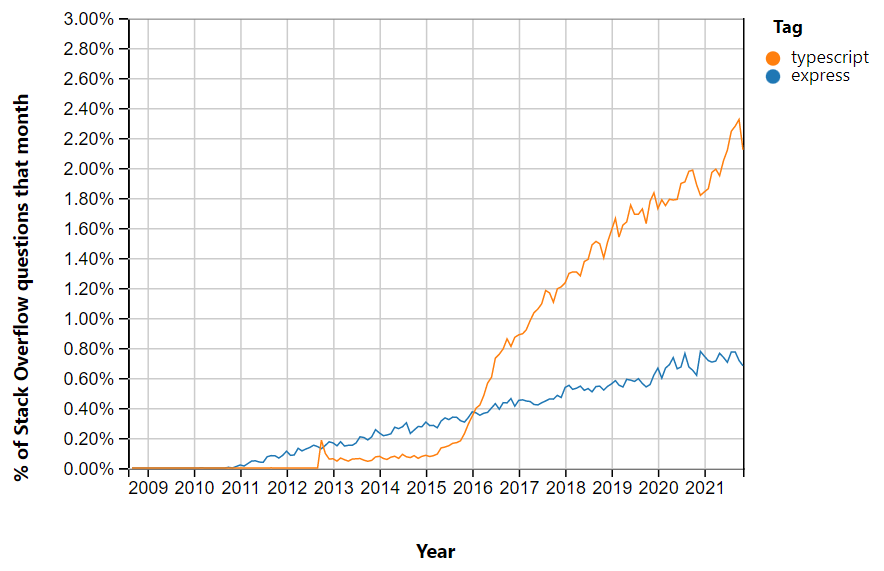 % of Stack Overflow questions that month
3.00%
2.80%
2.60%
2.40%
2.20%
2.00%
1.80%
1.60%
1.40%
1.20%
1.00%
0.80%
0.60%
0.40%
0.20%
0.00%
2009 2010 2011 2012 2013 2014 2015 2016 2017 2018 2019 2020 2021
Year
Tag
typescript
express